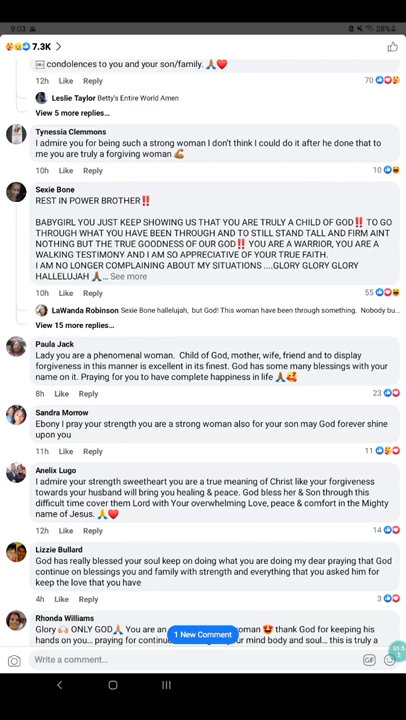 9:03
28%
7.3K
condolences to you and your son/family. 🙏❤️
12h Like Reply 70
Leslie Taylor Betty's Entire World Amen
View 5 more replies...
Tynessia Clemmons
I admire you for being such a strong woman I don't think I could do it after he done that to
me you are truly a forgiving woman 💪🏾
10h Like Reply 10
Sexie Bone
REST IN POWER BROTHER‼️
BABYGIRL YOU JUST KEEP SHOWING US THAT YOU ARE TRULY A CHILD OF GOD‼️ TO GO
THROUGH WHAT YOU HAVE BEEN THROUGH AND TO STILL STAND TALL AND FIRM AINT
NOTHING BUT THE TRUE GOODNESS OF OUR GOD‼️ YOU ARE A WARRIOR, YOU ARE A
WALKING TESTIMONY AND I AM SO APPRECIATIVE OF YOUR TRUE FAITH.
I AM NO LONGER COMPLAINING ABOUT MY SITUATIONS ....GLORY GLORY GLORY
HALLELUJAH 🙏🏾... See more
10h Like Reply 55
LaWanda Robinson Sexie Bone hallelujah, but God! This woman have been through something. Nobody bu...
View 15 more replies...
Paula Jack
Lady you are a phenomenal woman. Child of God, mother, wife, friend and to display
forgiveness in this manner is excellent in its finest. God has some many blessings with your
name on it. Praying for you to have complete happiness in life 🙏🏾🥰
8h Like Reply 23
Sandra Morrow
Ebony I pray your strength you are a strong woman also for your son may God forever shine
upon you
11h Like Reply 11
Anelix Lugo
I admire your strength sweetheart you are a true meaning of Christ like your forgiveness
towards your husband will bring you healing & peace. God bless her & Son through this
difficult time cover them Lord with Your overwhelming Love, peace & comfort in the Mighty
name of Jesus. 🙏❤️
12h Like Reply 14
Lizzie Bullard
God has really blessed your soul keep on doing what you are doing my dear praying that God
continue on blessings you and family with strength and everything that you asked him for
keep the love that you have
4h Like Reply 3
Rhonda Williams
Glory 🙌🏼 ONLY GOD🙏 You are an oman 😍 thank God for keeping his
1 New Comment
hands on you... praying for continu your mind body and soul... this is truly a
Write a comment...
GIF